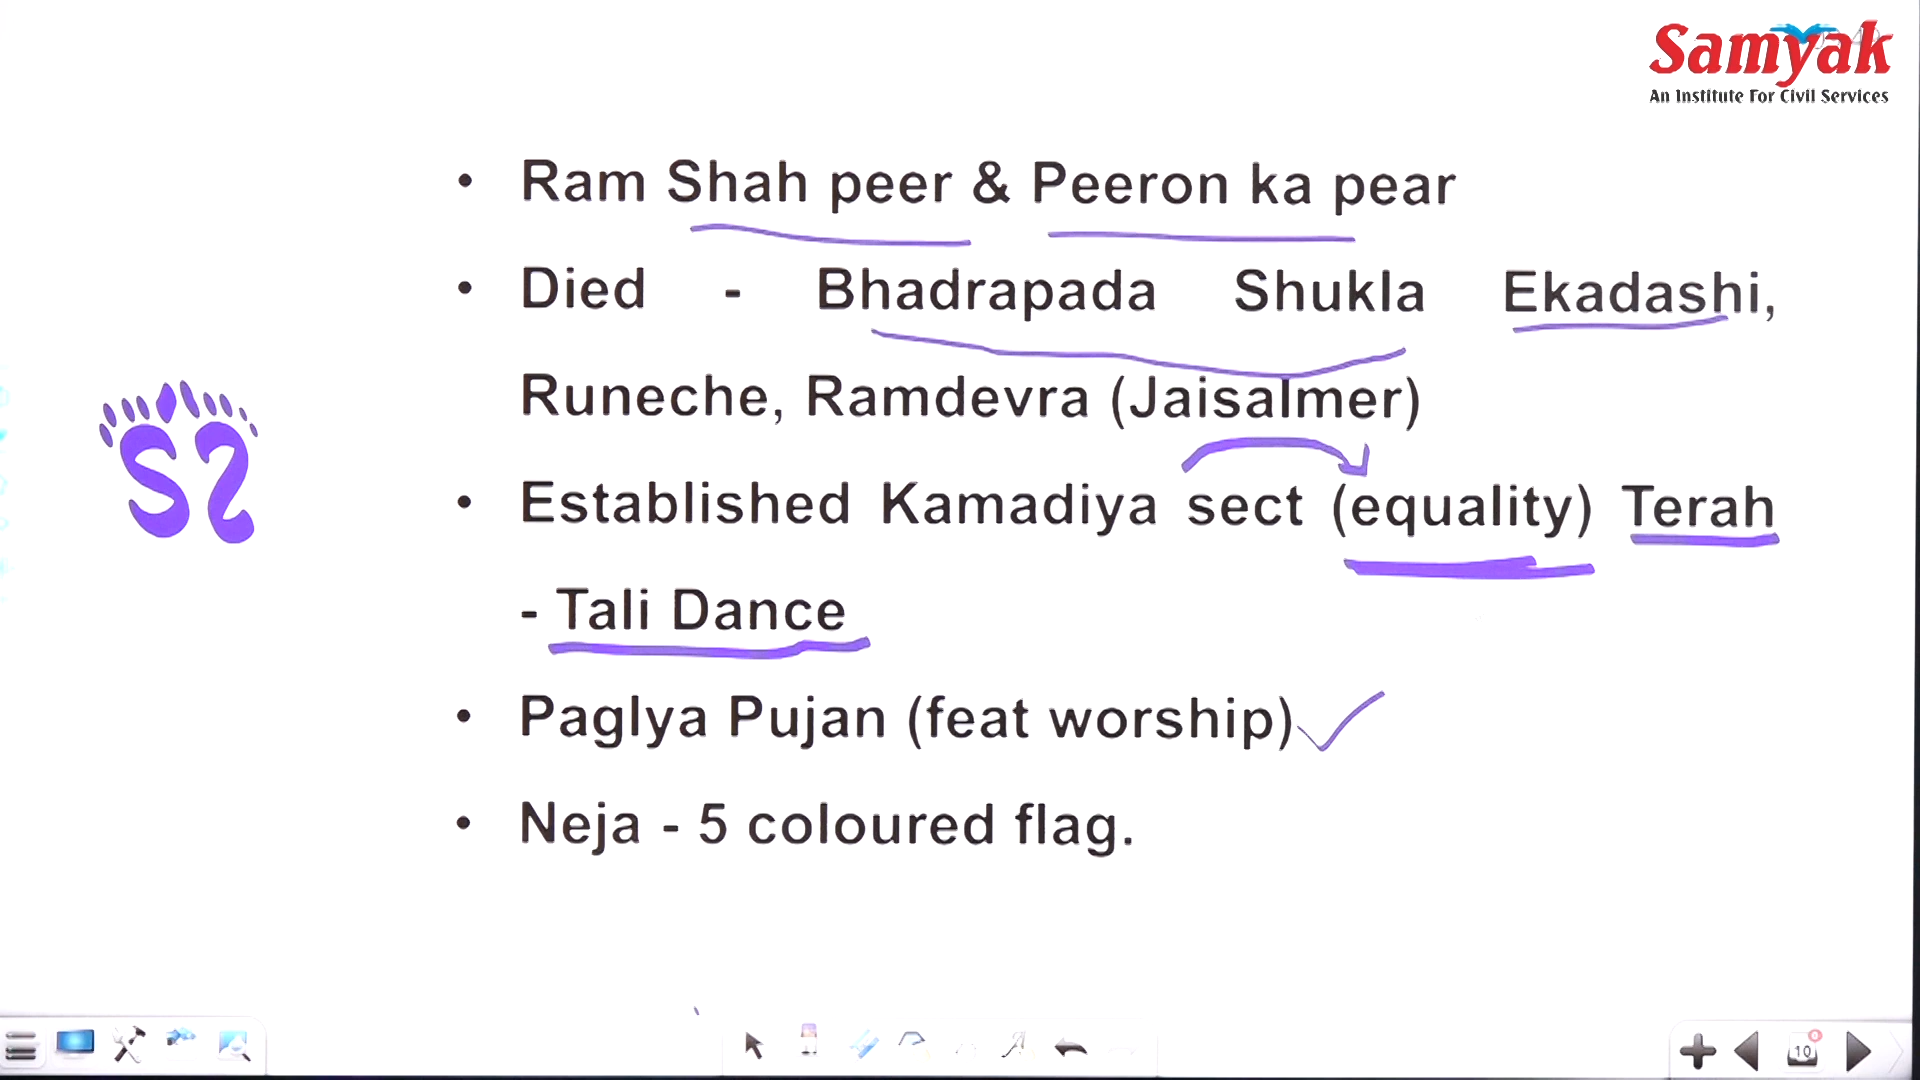 Samyak
An Institute For Civil Services
• Ram Shah peer & Peeron ka pear
• Died - Bhadrapada Shukla Ekadashi,
Runeche, Ramdevra (Jaisalmer)
• Established Kamadiya sect (equality) Terah
- Tali Dance
• Paglya Pujan (feat worship)
• Neja - 5 coloured flag.
10